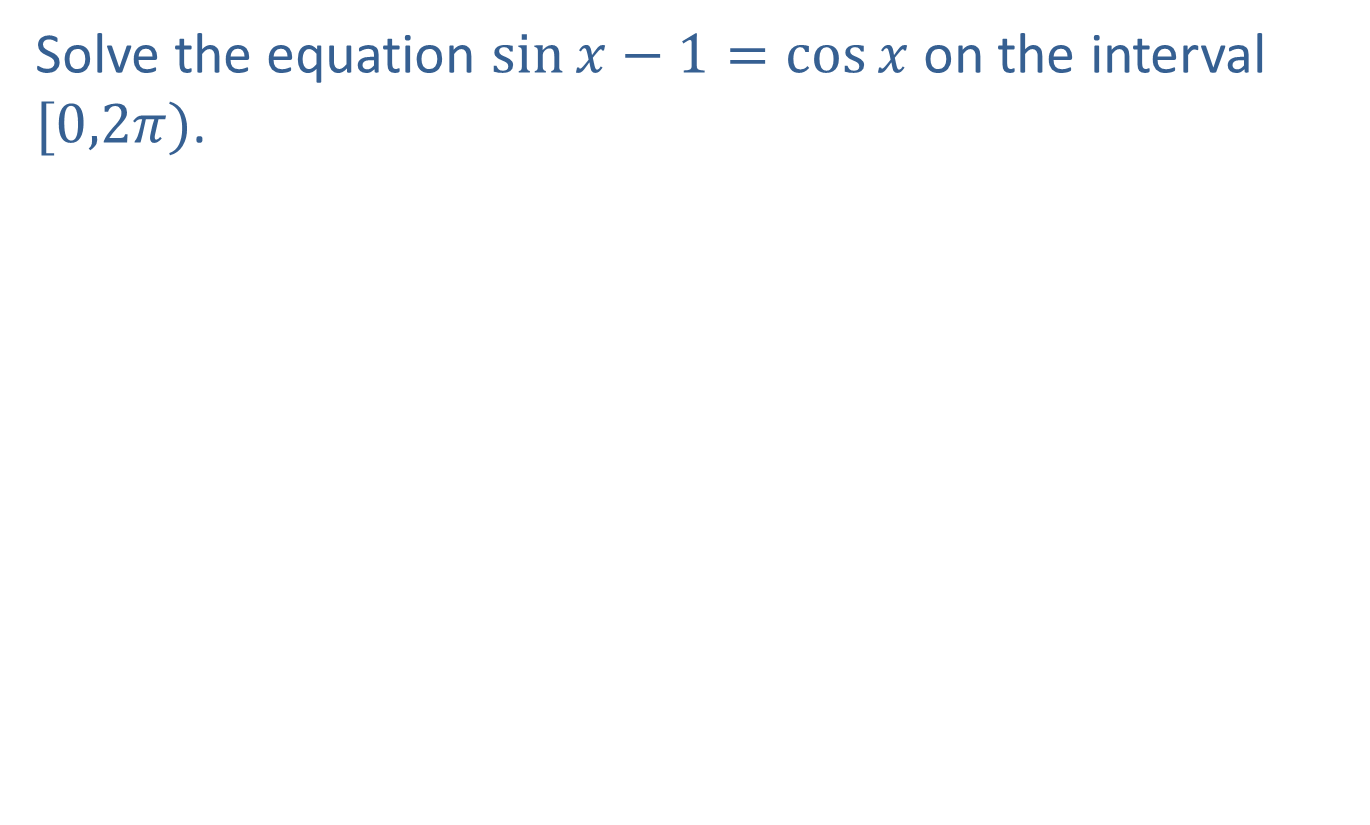 Solve the equation sin 𝑥 − 1 = cos 𝑥 on the interval
[0,2𝜋).